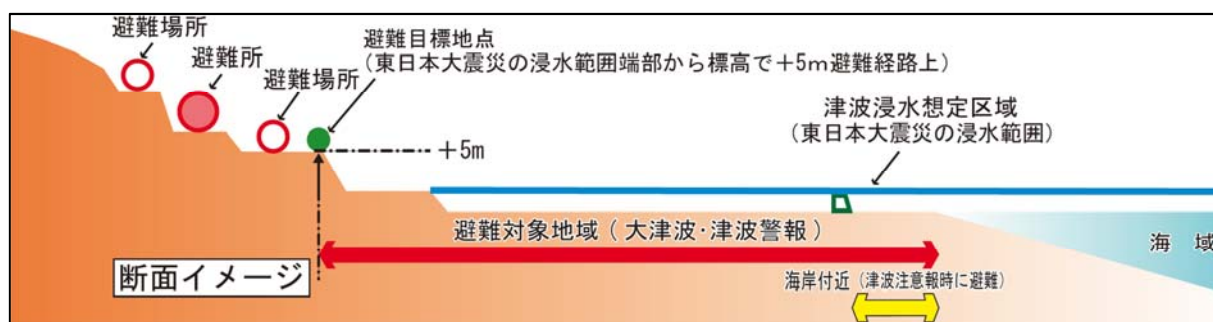 避難場所
避難所
避難場所
避難目標地点
（東日本大震災の浸水範囲端部から標高で＋5ｍ避難経路上）
＋5m
津波浸水想定区域
（東日本大震災の浸水範囲）
避難対象地域（大津波・津波警報）
海 域
断面イメージ
海岸付近（津波注意報時に避難）